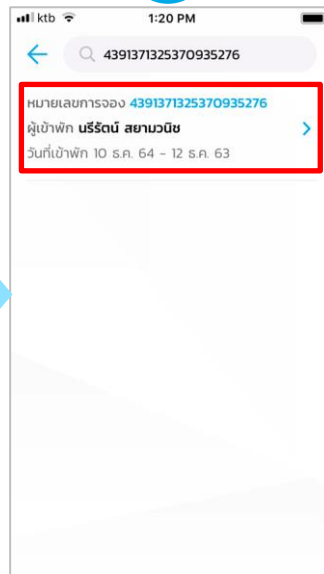 ktb 1:20 PM
4391371325370935276
หมายเลขการจอง 4391371325370935276
ผู้เข้าพัก นรีรัตน์ สยามวนิช
วันที่เข้าพัก 10 ธ.ค. 64 - 12 ธ.ค. 63